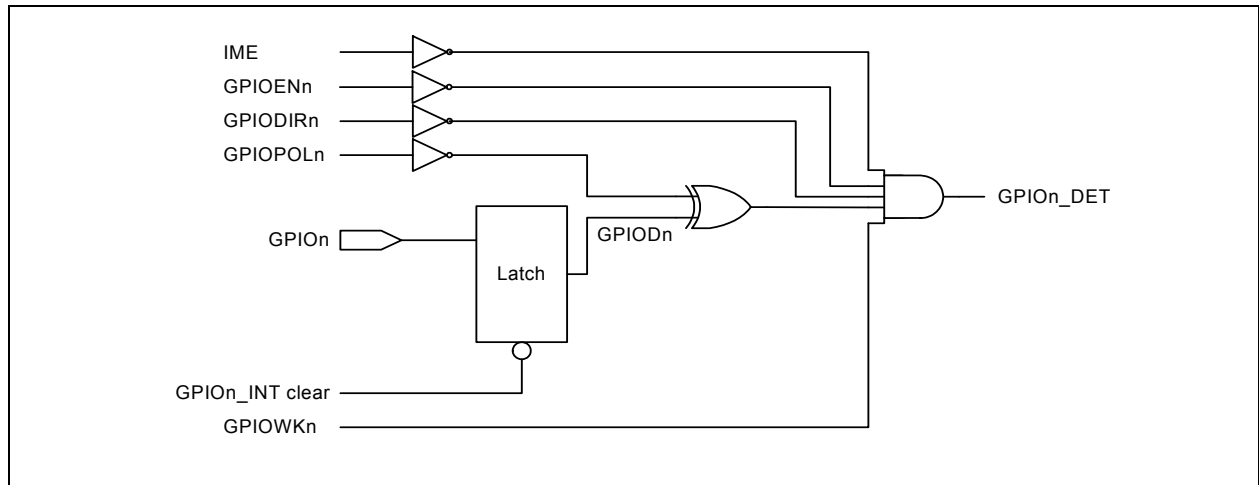 IME
GPIOENn
GPIODIRn
GPIOPOLn
GPIOn_DET
GPIODn
GPIOn
Latch
GPIOn_INT clear
GPIOWKn